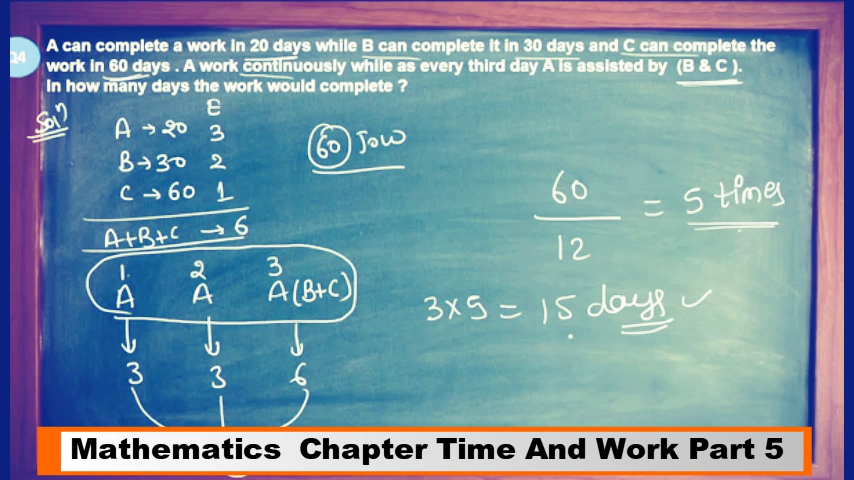 Q4
A can complete a work in 20 days while B can complete it in 30 days and C can complete the
work in 60 days . A work continuously while as every third day A is assisted by (B & C ).
In how many days the work would complete ?
Sol)
E
A → 20 3
B → 30 2
C → 60 1
A+B+C → 6
60
1 2 3
A A A (B+C)
3 3 6
60
12
= 5 times
3×5 = 15 days ✓
Mathematics Chapter Time And Work Part 5